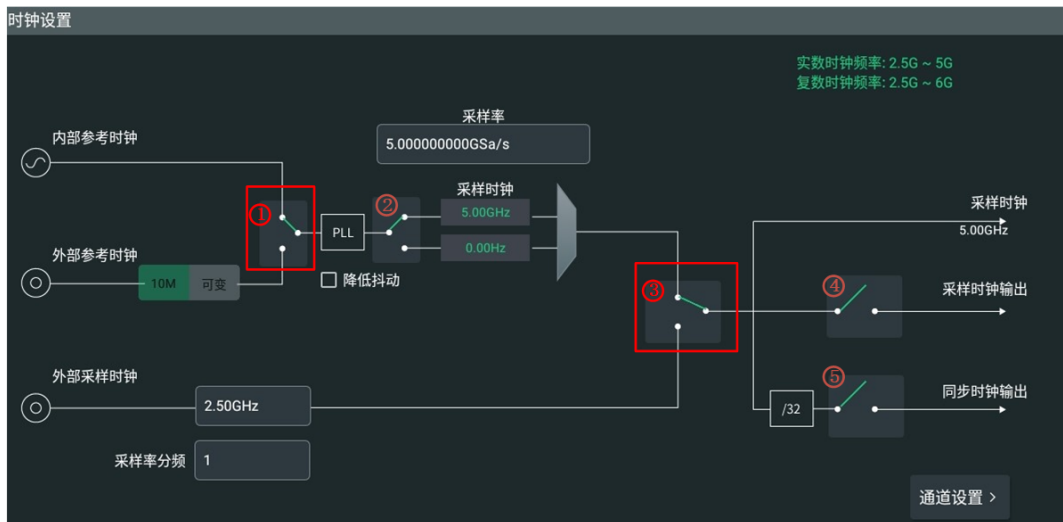 时钟设置
实数时钟频率: 2.5G ~ 5G
复数时钟频率: 2.5G ~ 6G
采样率
5.000000000GSa/s
内部参考时钟
采样时钟
①
②
5.00GHz
PLL
0.00Hz
外部参考时钟
10M
可变
降低抖动
采样时钟
5.00GHz
③
④
采样时钟输出
外部采样时钟
2.50GHz
⑤
同步时钟输出
/32
采样率分频
1
通道设置 >